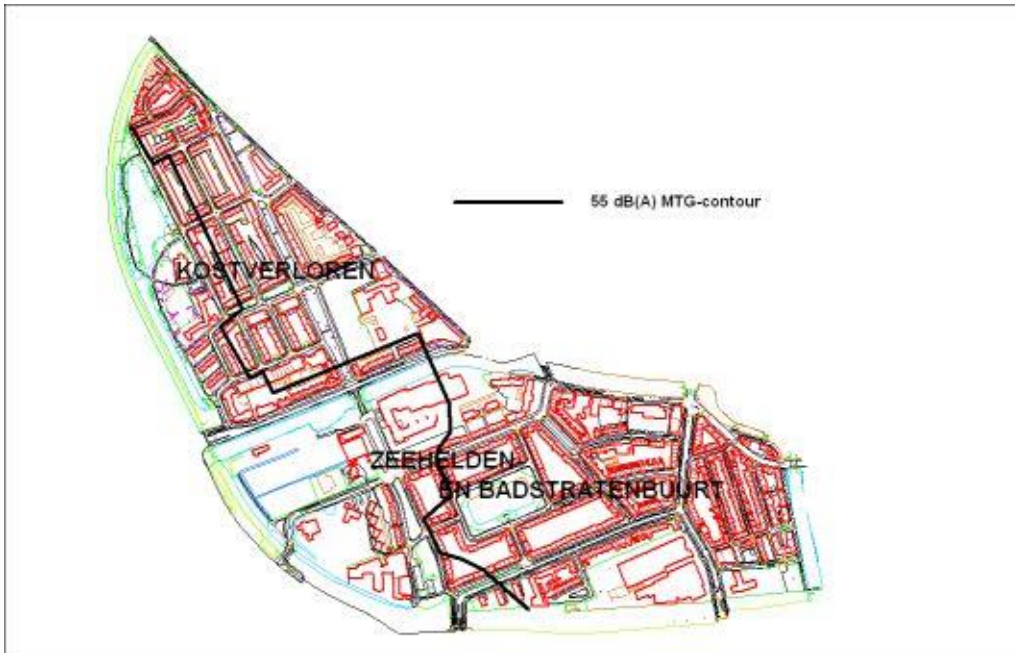 55 dB(A) MTG-contour
KOSTVERLOREN
ZEEHELDEN
EN BADSTRATENBUURT